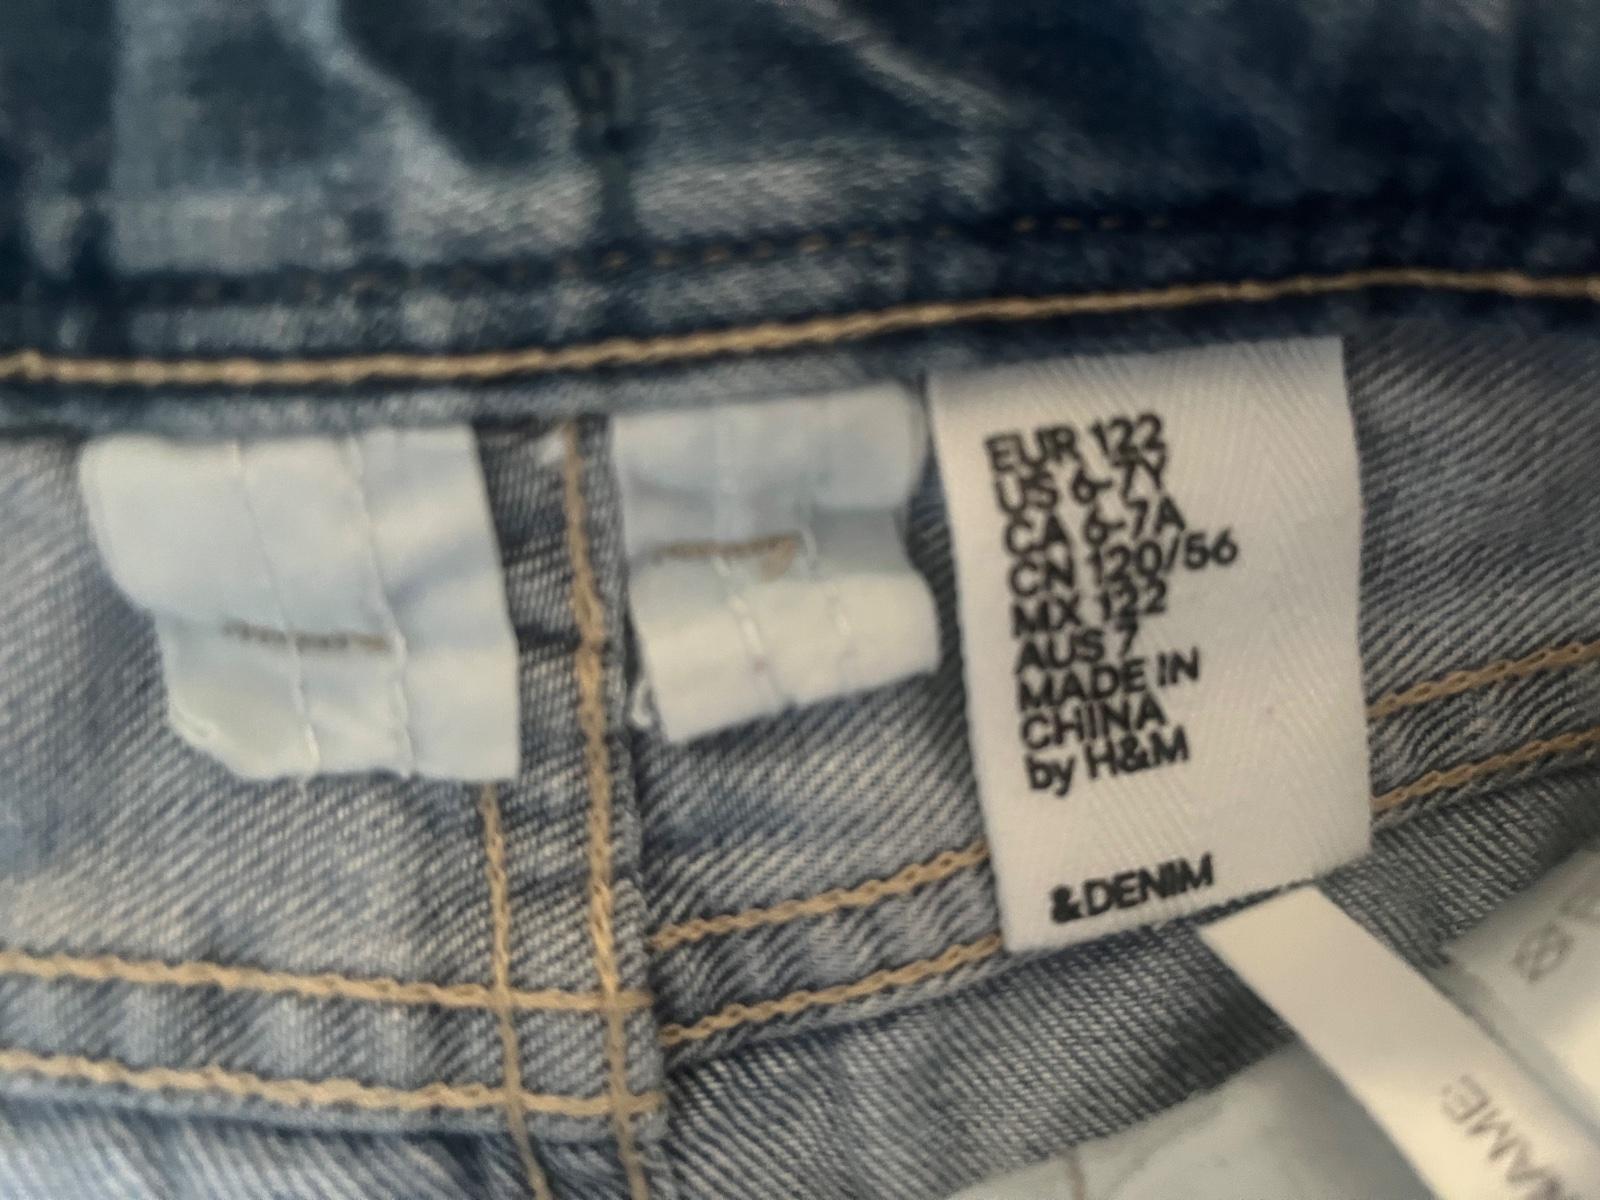 EUR 122
US 6-7Y
CA 6-7A
CN 120/56
MX 122
AUS 7
MADE IN
CHINA
by H&M
&DENIM
NAME: